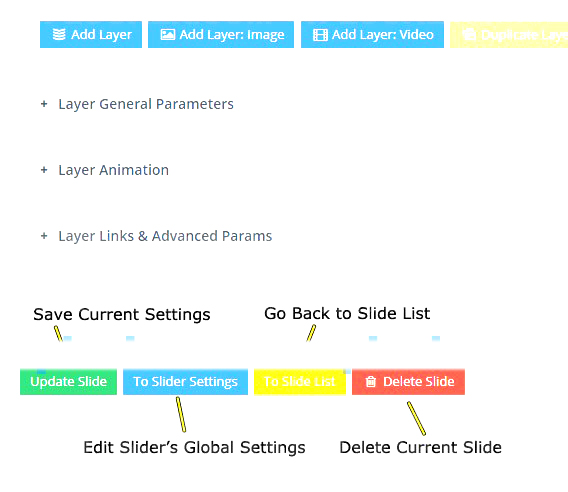 Add Layer Add Layer: Image Add Layer: Video Duplicate Laye
+ Layer General Parameters
+ Layer Animation
+ Layer Links & Advanced Params
Save Current Settings Go Back to Slide List
Update Slide To Slider Settings To Slide List Delete Slide
Edit Slider’s Global Settings Delete Current Slide